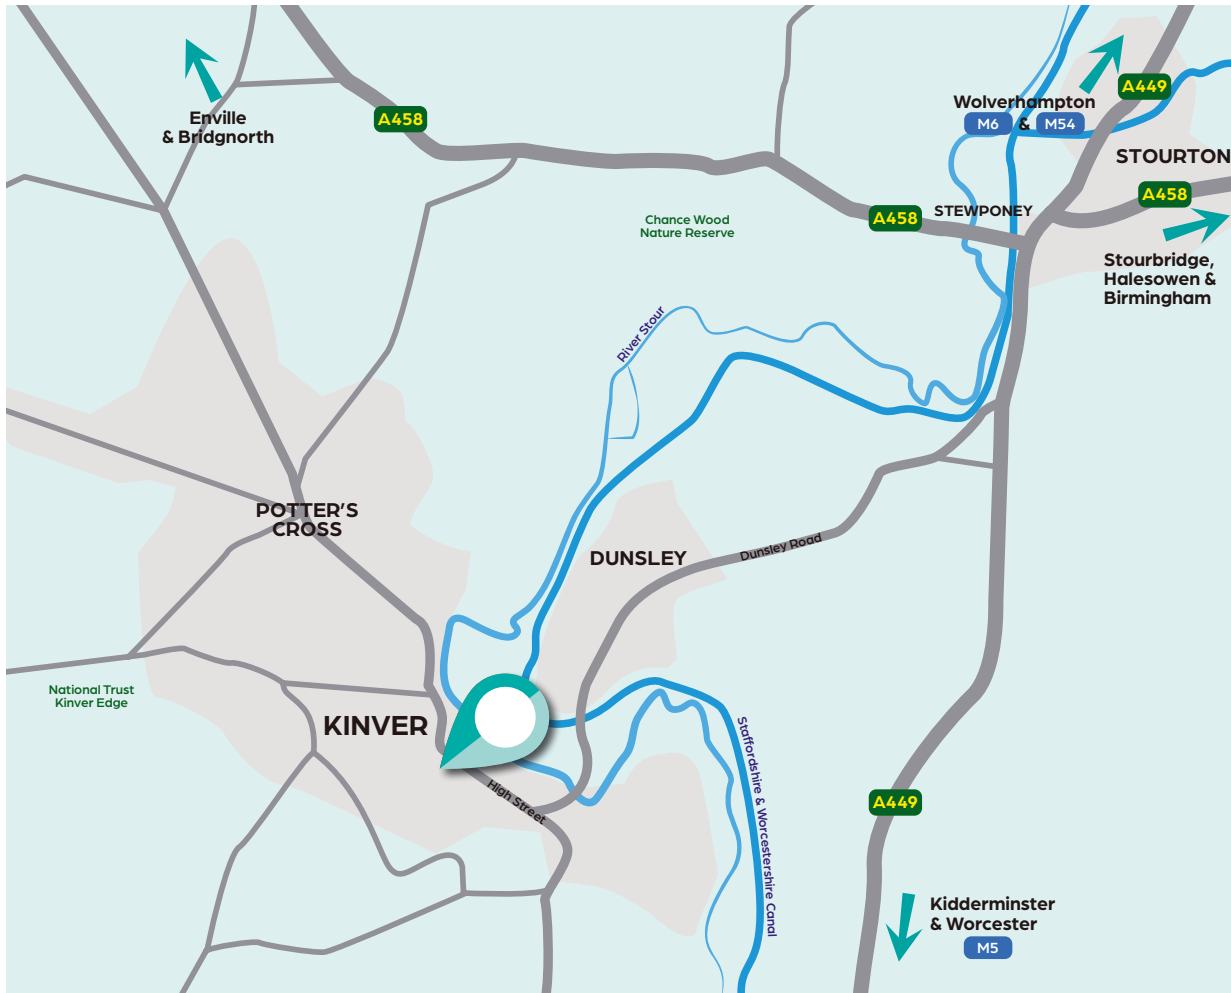 A449
Wolverhampton
M6 & M54
Enville
& Bridgnorth
A458
STOURTON
A458
STEWPONEY
A458
Chance Wood
Nature Reserve
Stourbridge,
Halesowen &
Birmingham
River Stour
POTTER'S
CROSS
DUNSLEY
Dunsley Road
National Trust
Kinver Edge
KINVER
High Street
Staffordshire & Worcestershire Canal
A449
Kidderminster
& Worcester
M5